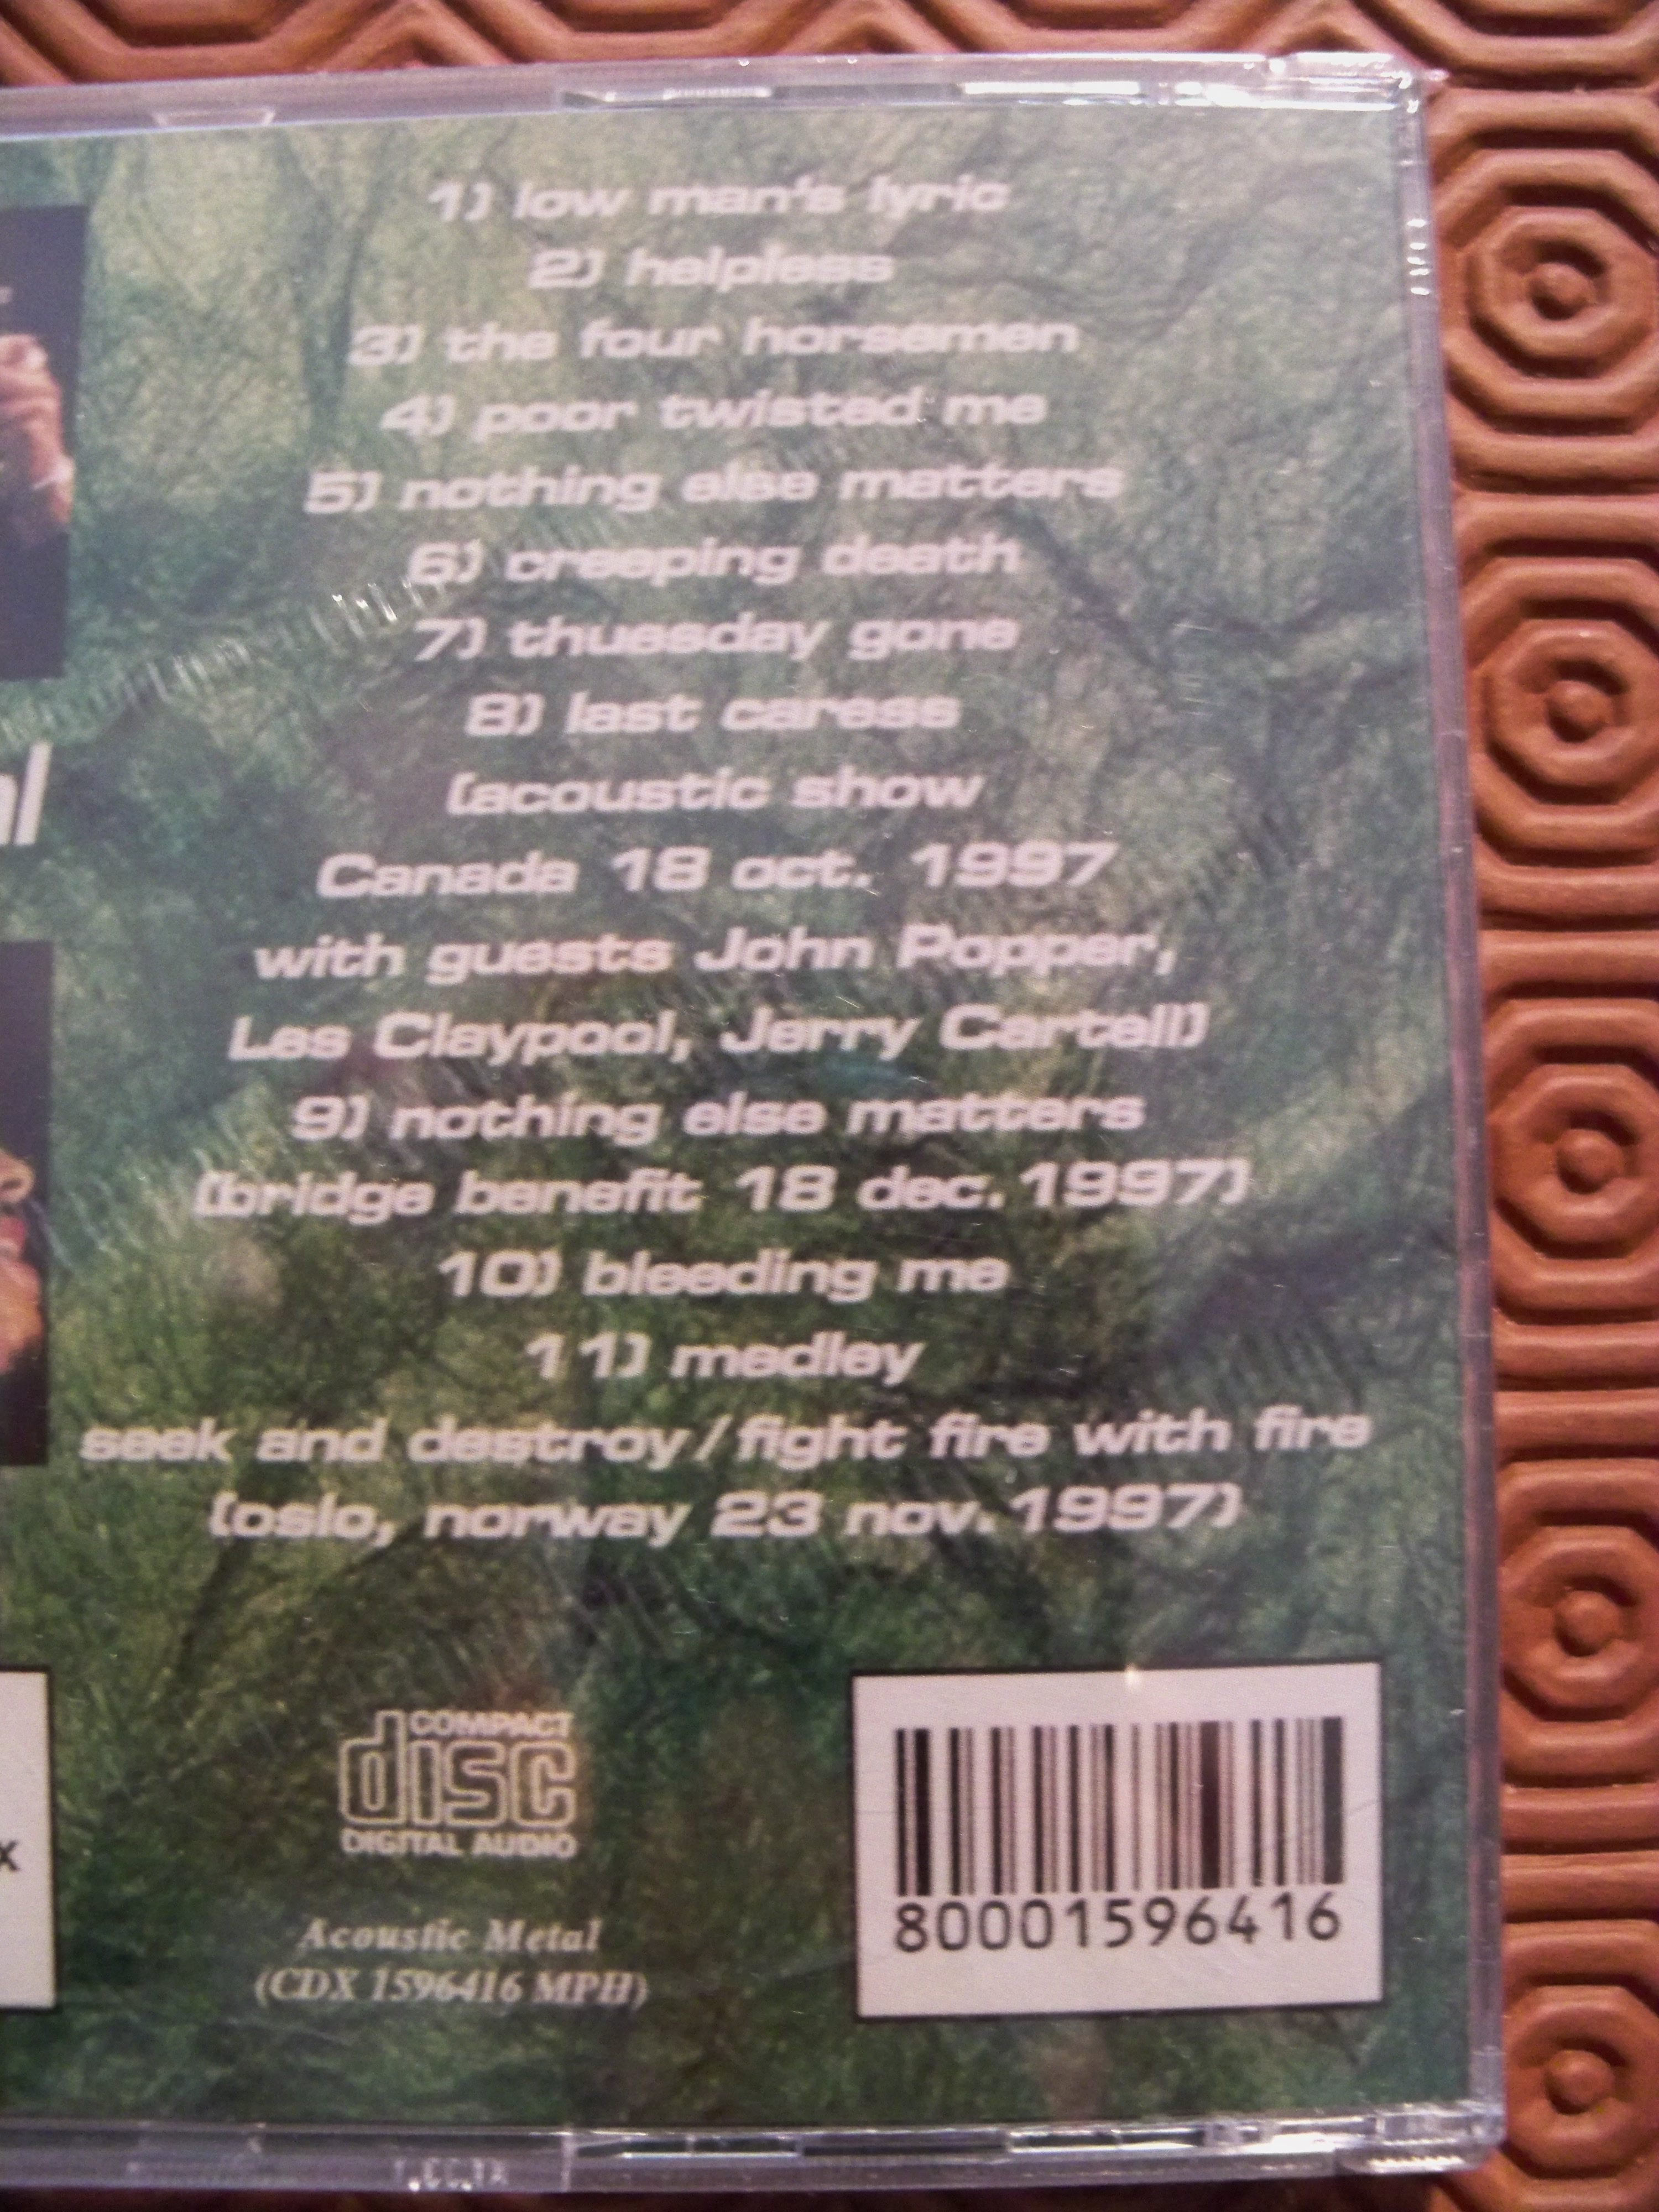 1) low man's lyric
2) helpless
3) the four horsemen
4) poor twisted me
5) nothing else matters
6) creeping death
7) thuesday gone
8) last caress
(acoustic show
Canada 18 oct. 1997
with guests John Popper,
Les Claypool, Jerry Cartell)
9) nothing else matters
(bridge benefit 18 dec. 1997)
10) bleeding me
11) medley
seek and destroy/fight fire with fire
(oslo, norway 23 nov. 1997)
COMPACT
disc
DIGITAL AUDIO
Acoustic Metal
(CDX 1596416 MPH)
80001596416